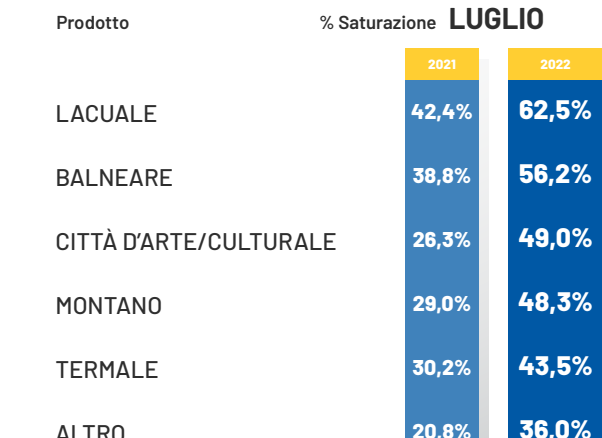 Prodotto % Saturazione LUGLIO
2021 2022
LACUALE 42,4% 62,5%
BALNEARE 38,8% 56,2%
CITTÀ D'ARTE/CULTURALE 26,3% 49,0%
MONTANO 29,0% 48,3%
TERMALE 30,2% 43,5%
ALTRO 20,8% 36,0%